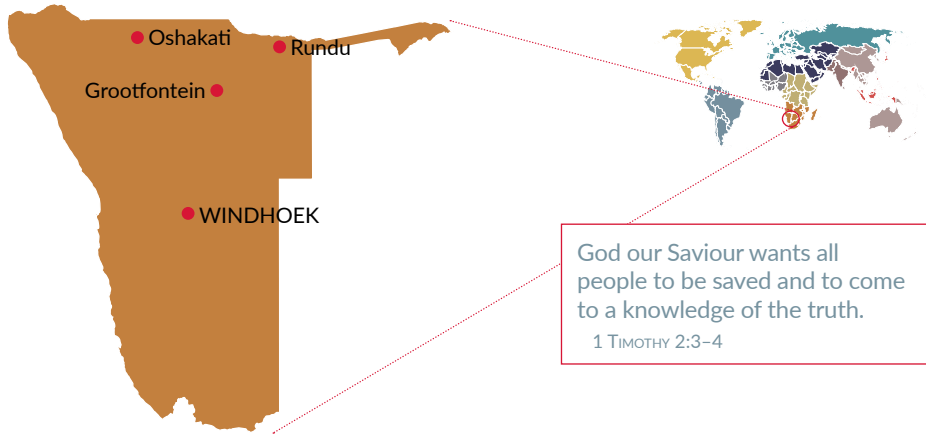 Oshakati
Rundu
Grootfontein
WINDHOEK
God our Saviour wants all
people to be saved and to come
to a knowledge of the truth.
1 Timothy 2:3–4